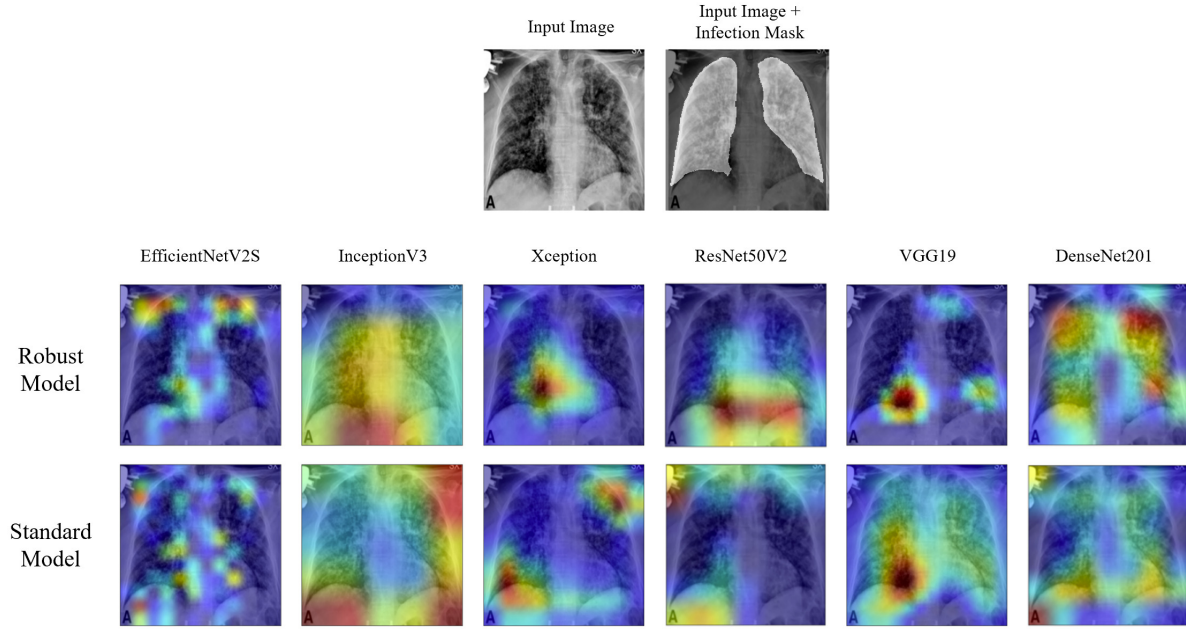 Input Image
Input Image +
Infection Mask
A
A
EfficientNetV2S
InceptionV3
Xception
ResNet50V2
VGG19
DenseNet201
Robust
Model
A
A
A
A
A
A
Standard
Model
A
A
A
A
A
A